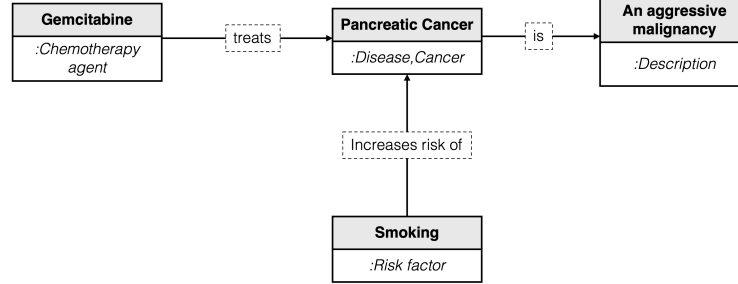 Gemcitabine
:Chemotherapy
agent
treats
Pancreatic Cancer
:Disease,Cancer
is
An aggressive
malignancy
:Description
Increases risk of
Smoking
:Risk factor